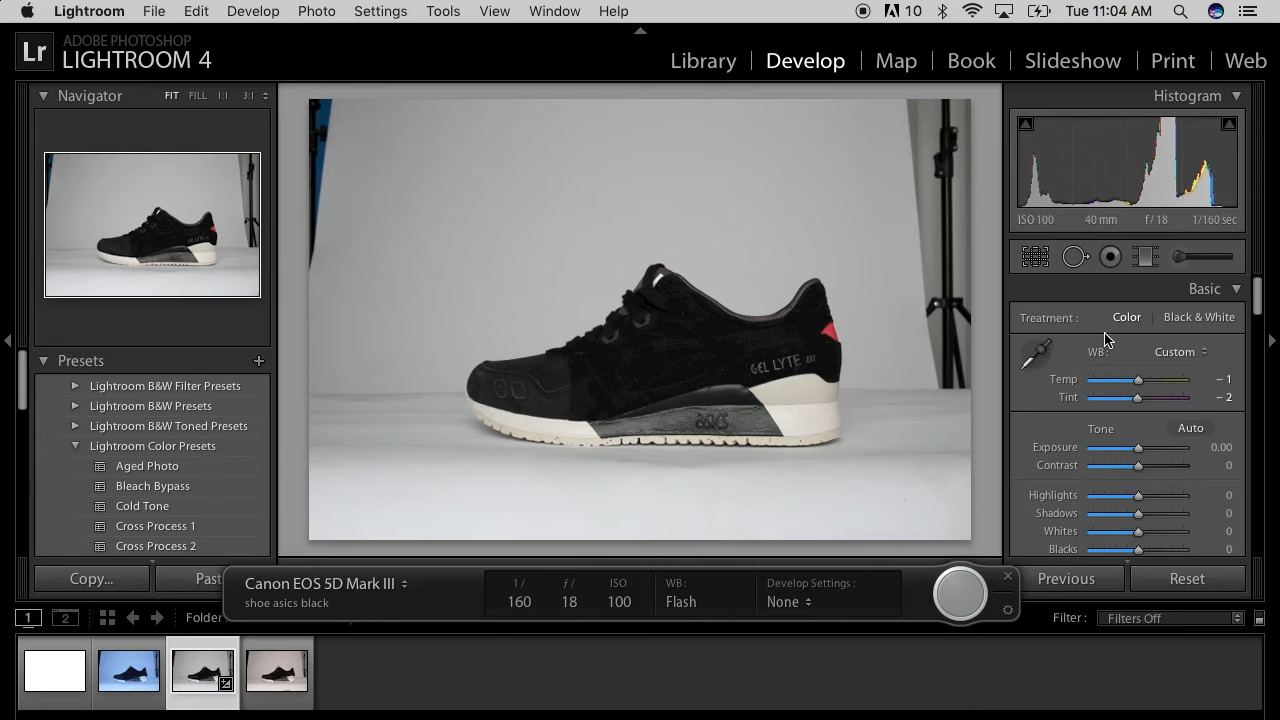 Lightroom File Edit Develop Photo Settings Tools View Window Help 10 Tue 11:04 AM
Lr ADOBE PHOTOSHOP
LIGHTROOM 4
Library | Develop | Map | Book | Slideshow | Print | Web
Navigator FIT FILL 1:1 3:1
Presets +
Lightroom B&W Filter Presets
Lightroom B&W Presets
Lightroom B&W Toned Presets
Lightroom Color Presets
Aged Photo
Bleach Bypass
Cold Tone
Cross Process 1
Cross Process 2
Copy... Past
GEL LYTE III
asics
Histogram
ISO 100 40 mm f / 18 1/160 sec
Basic
Treatment : Color | Black & White
WB: Custom
Temp – 1
Tint – 2
Tone Auto
Exposure 0.00
Contrast 0
Highlights 0
Shadows 0
Whites 0
Blacks 0
Previous Reset
Canon EOS 5D Mark III
shoe asics black
1/ ƒ/ ISO WB: Develop Settings :
160 18 100 Flash None
1 2 Folder Filter : Filters Off